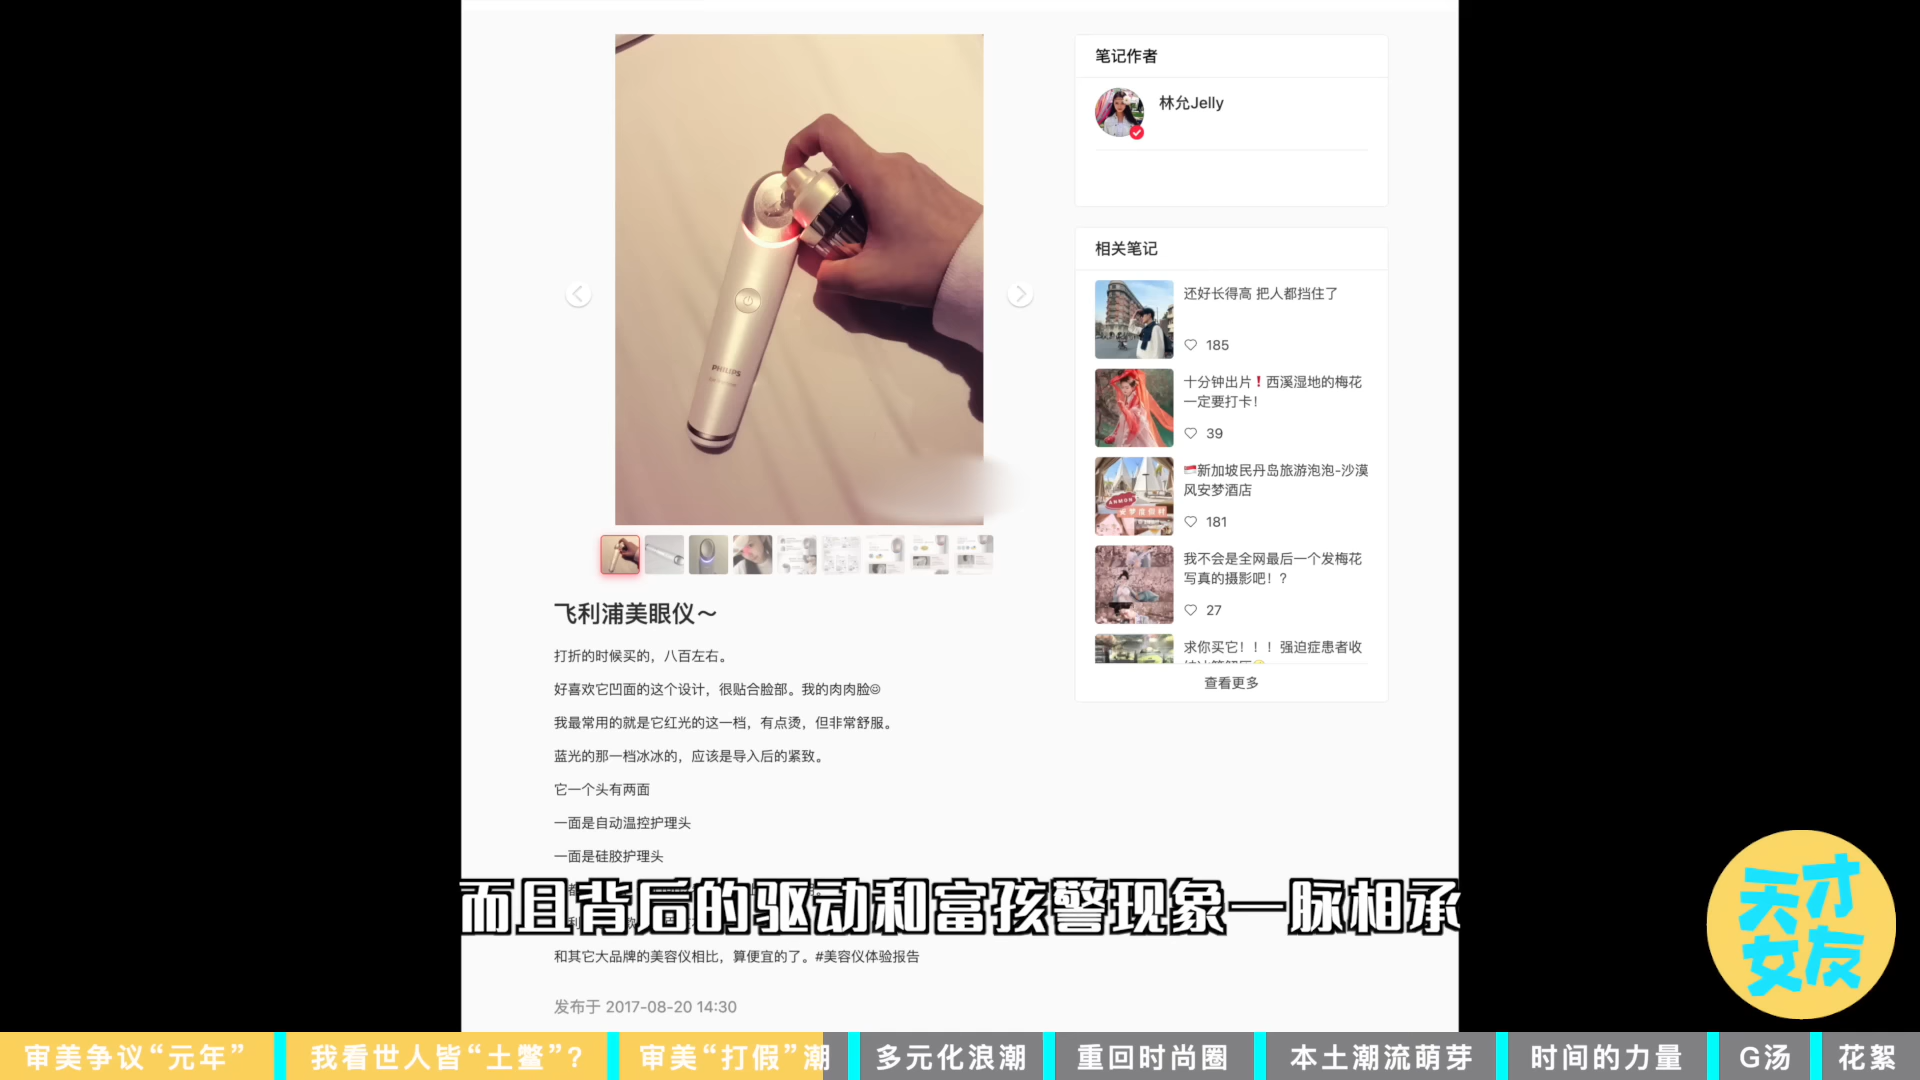 PHILIPS
飞利浦美眼仪～
打折的时候买的，八百左右。
好喜欢它凹面的这个设计，很贴合脸部。我的肉肉脸😊
我最常用的就是它红光的这一档，有点烫，但非常舒服。
蓝光的那一档冰冰的，应该是导入后的紧致。
它一个头有两面
一面是自动温控护理头
一面是硅胶护理头
和其它大品牌的美容仪相比，算便宜的了。#美容仪体验报告
发布于 2017-08-20 14:30
笔记作者
林允Jelly
相关笔记
还好长得高 把人都挡住了
185
十分钟出片❗西溪湿地的梅花
一定要打卡！
39
🇸🇬新加坡民丹岛旅游泡泡-沙漠
风安梦酒店
181
我不会是全网最后一个发梅花
写真的摄影吧！？
27
求你买它！！！强迫症患者收
查看更多
而且背后的驱动和富孩警现象一脉相承
天才
女友
审美争议“元年”
我看世人皆“土鳖”?
审美“打假”潮
多元化浪潮
重回时尚圈
本土潮流萌芽
时间的力量
G汤
花絮